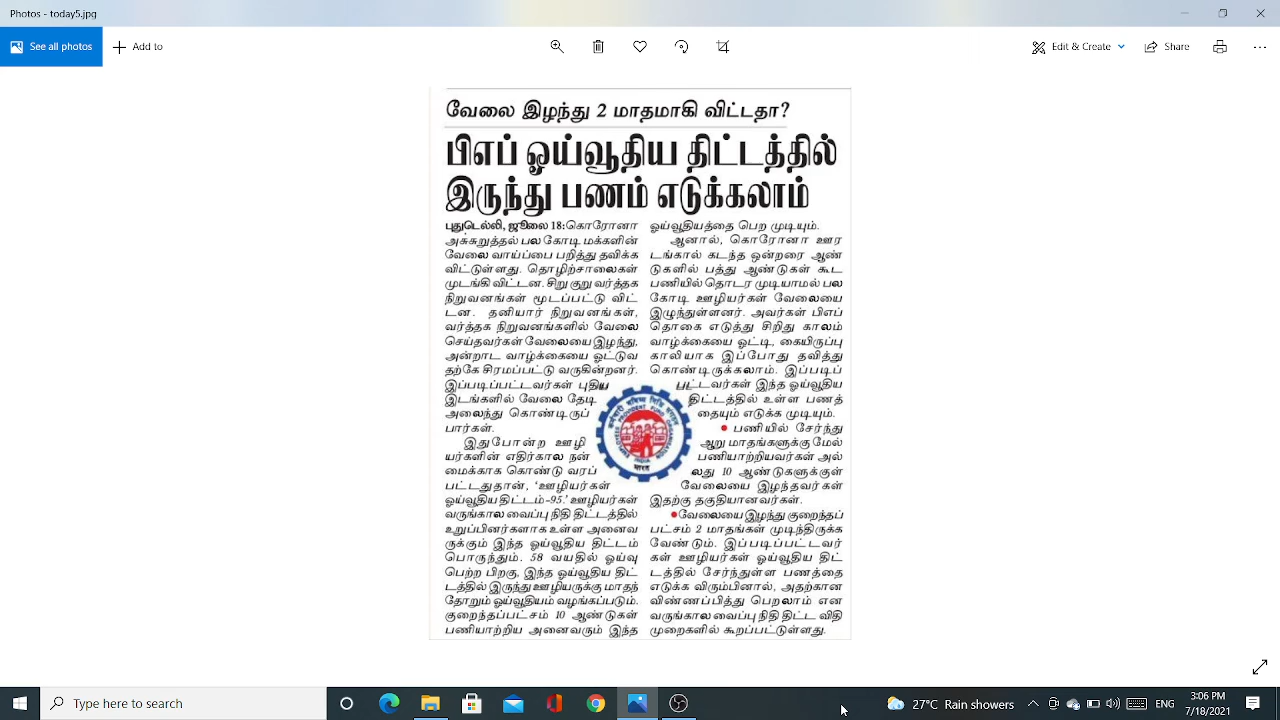 Photos - today5.jpg
See all photos
Add to
Edit & Create
Share
வேலை இழந்து 2 மாதமாகி விட்டதா?
பிஎப் ஓய்வூதிய திட்டத்தில்
இருந்து பணம் எடுக்கலாம்
புதுடெல்லி, ஜூலை 18:கொரோனா
அச்சுறுத்தல் பல கோடி மக்களின்
வேலை வாய்ப்பை பறித்து தவிக்க
விட்டுள்ளது. தொழிற்சாலைகள்
முடங்கி விட்டன. சிறு குறு வர்த்தக
நிறுவனங்கள் மூடப்பட்டு விட்
டன. தனியார் நிறுவனங்கள்,
வர்த்தக நிறுவனங்களில் வேலை
செய்தவர்கள் வேலையை இழந்து,
அன்றாட வாழ்க்கையை ஓட்டுவ
தற்கே சிரமப்பட்டு வருகின்றனர்.
இப்படிப்பட்டவர்கள் புதிய
இடங்களில் வேலை தேடி
அலைந்து கொண்டிருப்
பார்கள்.
இதுபோன்ற ஊழி
யர்களின் எதிர்கால நன்
மைக்காக கொண்டு வரப்
பட்டதுதான், ‘ஊழியர்கள்
ஓய்வூதிய திட்டம்-95.’ ஊழியர்கள்
வருங்கால வைப்பு நிதி திட்டத்தில்
உறுப்பினர்களாக உள்ள அனைவ
ருக்கும் இந்த ஓய்வூதிய திட்டம்
பொருந்தும். 58 வயதில் ஓய்வு
பெற்ற பிறகு, இந்த ஓய்வூதிய திட்
டத்தில் இருந்து ஊழியருக்கு மாதந்
தோறும் ஓய்வூதியம் வழங்கப்படும்.
குறைந்தபட்சம் 10 ஆண்டுகள்
பணியாற்றிய அனைவரும் இந்த
ஓய்வூதியத்தை பெற முடியும்.
ஆனால், கொரோனா ஊர
டங்கால் கடந்த ஒன்றரை ஆண்
டுகளில் பத்து ஆண்டுகள் கூட
பணியில் தொடர முடியாமல் பல
கோடி ஊழியர்கள் வேலையை
இழுந்துள்ளனர். அவர்கள் பிஎப்
தொகை எடுத்து சிறிது காலம்
வாழ்க்கையை ஓட்டி, கையிருப்பு
காலியாக இப்போது தவித்து
கொண்டிருக்கலாம். இப்படிப்
பட்டவர்கள் இந்த ஓய்வூதிய
திட்டத்தில் உள்ள பணத்
தையும் எடுக்க முடியும்.
● பணியில் சேர்ந்து
ஆறு மாதங்களுக்கு மேல்
பணியாற்றியவர்கள் அல்
லது 10 ஆண்டுகளுக்குள்
வேலையை இழந்தவர்கள்
இதற்கு தகுதியானவர்கள்.
●வேலையை இழந்து குறைந்தப்
பட்சம் 2 மாதங்கள் முடிந்திருக்க
வேண்டும். இப்படிப்பட்டவர்
கள் ஊழியர்கள் ஓய்வூதிய திட்
டத்தில் சேர்ந்துள்ள பணத்தை
எடுக்க விரும்பினால், அதற்கான
விண்ணப்பித்து பெறலாம் என
வருங்கால வைப்பு நிதி திட்ட விதி
முறைகளில் கூறப்பட்டுள்ளது.
Type here to search
27°C Rain showers
3:06 PM
7/18/2021